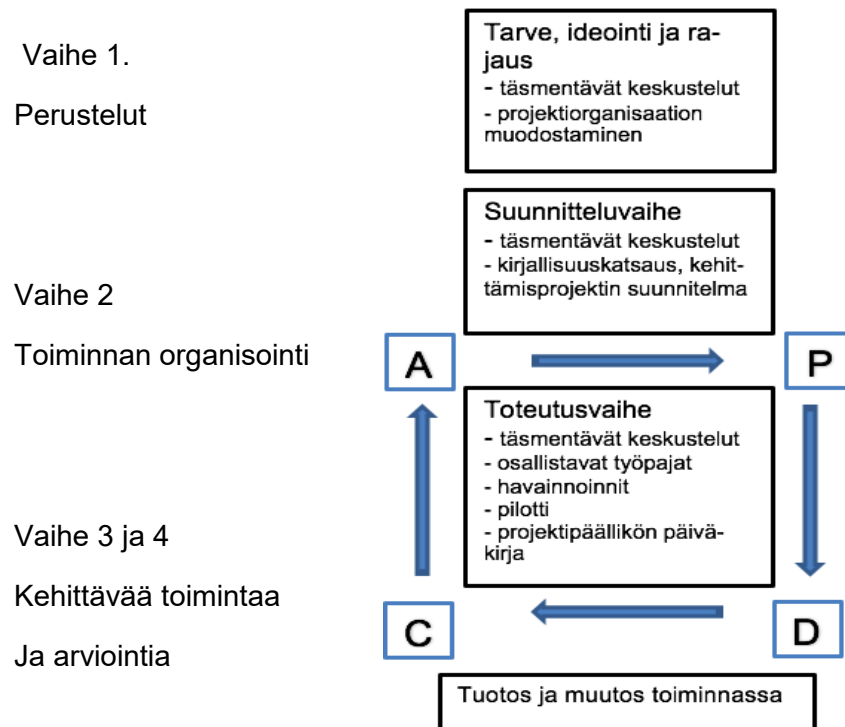 Vaihe 1.
Perustelut
Tarve, ideointi ja ra-
jaus
- täsmentävät keskustelut
- projektiorganisaation
muodostaminen
Vaihe 2
Toiminnan organisointi
Suunnitteluvaihe
- täsmentävät keskustelut
- kirjallisuuskatsaus, kehit-
tämisprojektin suunnitelma
A
P
Toteutusvaihe
- täsmentävät keskustelut
- osallistavat työpajat
- havainnoinnit
- pilotti
- projektipäällikön päivä-
kirja
Vaihe 3 ja 4
Kehittävää toimintaa
Ja arviointia
C
D
Tuotos ja muutos toiminnassa